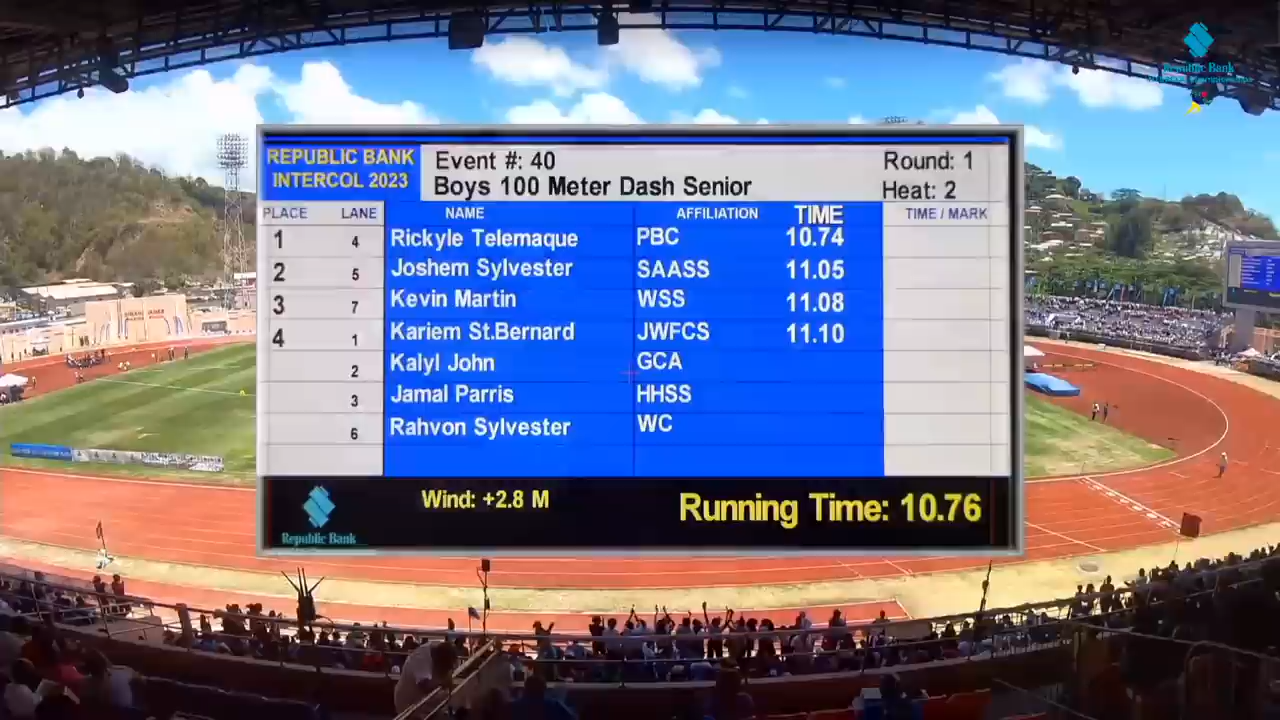 Republic Bank
REPUBLIC BANK
INTERCOL 2023
Event #: 40
Boys 100 Meter Dash Senior
Round: 1
Heat: 2
PLACE LANE NAME AFFILIATION TIME TIME / MARK
1 4 Rickyle Telemaque PBC 10.74
2 5 Joshem Sylvester SAASS 11.05
3 7 Kevin Martin WSS 11.08
4 1 Kariem St.Bernard JWFCS 11.10
2 Kalyl John GCA
3 Jamal Parris HHSS
6 Rahvon Sylvester WC
Republic Bank
Wind: +2.8 M
Running Time: 10.76